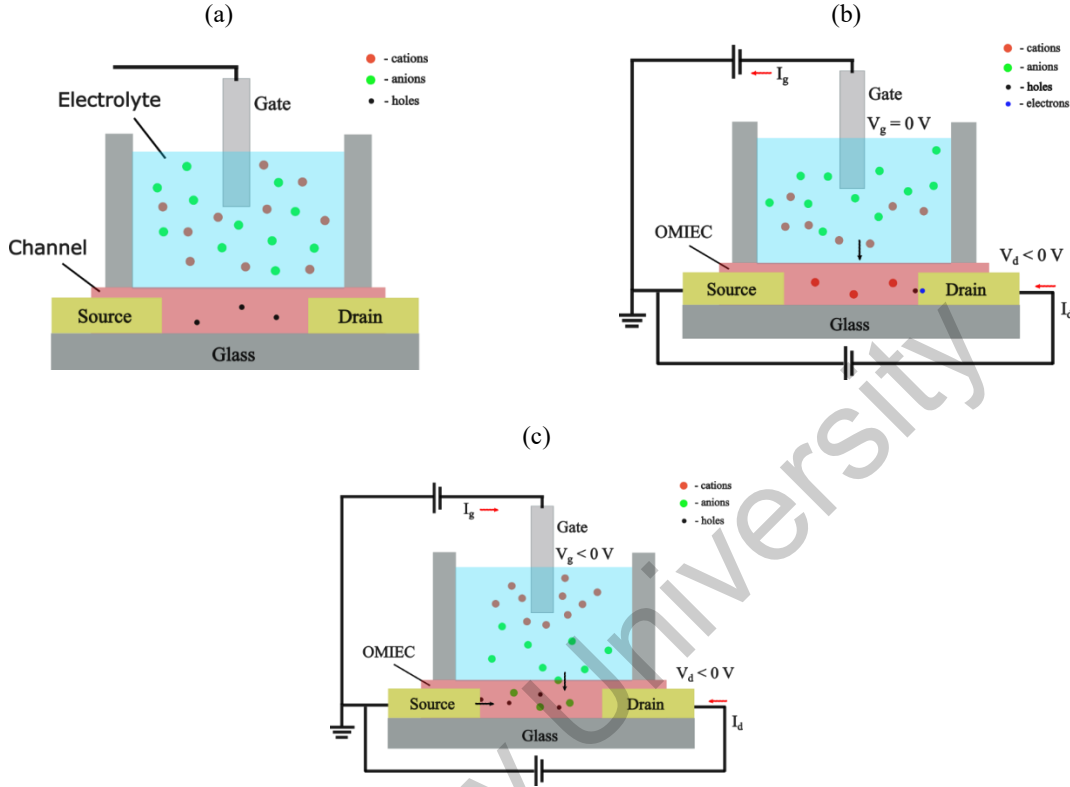 (a)
- cations
- anions
- holes
Electrolyte
Gate
Channel
Source
Drain
Glass
(b)
- cations
- anions
- holes
- electrons
I_g
Gate
V_g = 0 V
OMIEC
V_d < 0 V
Source
Drain
I_d
Glass
(c)
- cations
- anions
- holes
I_g
Gate
V_g < 0 V
OMIEC
V_d < 0 V
Source
Drain
I_d
Glass
University